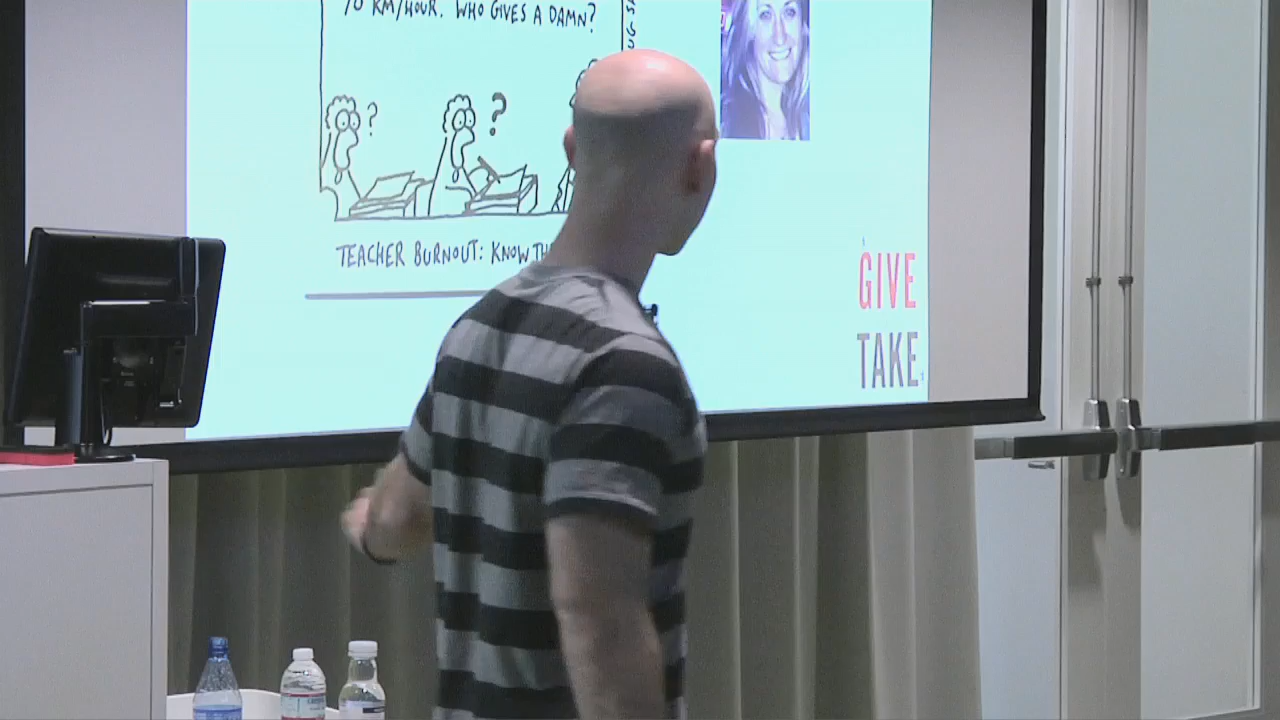 70 KM/HOUR. WHO GIVES A DAMN?
?
?
TEACHER BURNOUT: KNOW TH
GIVE
TAKE